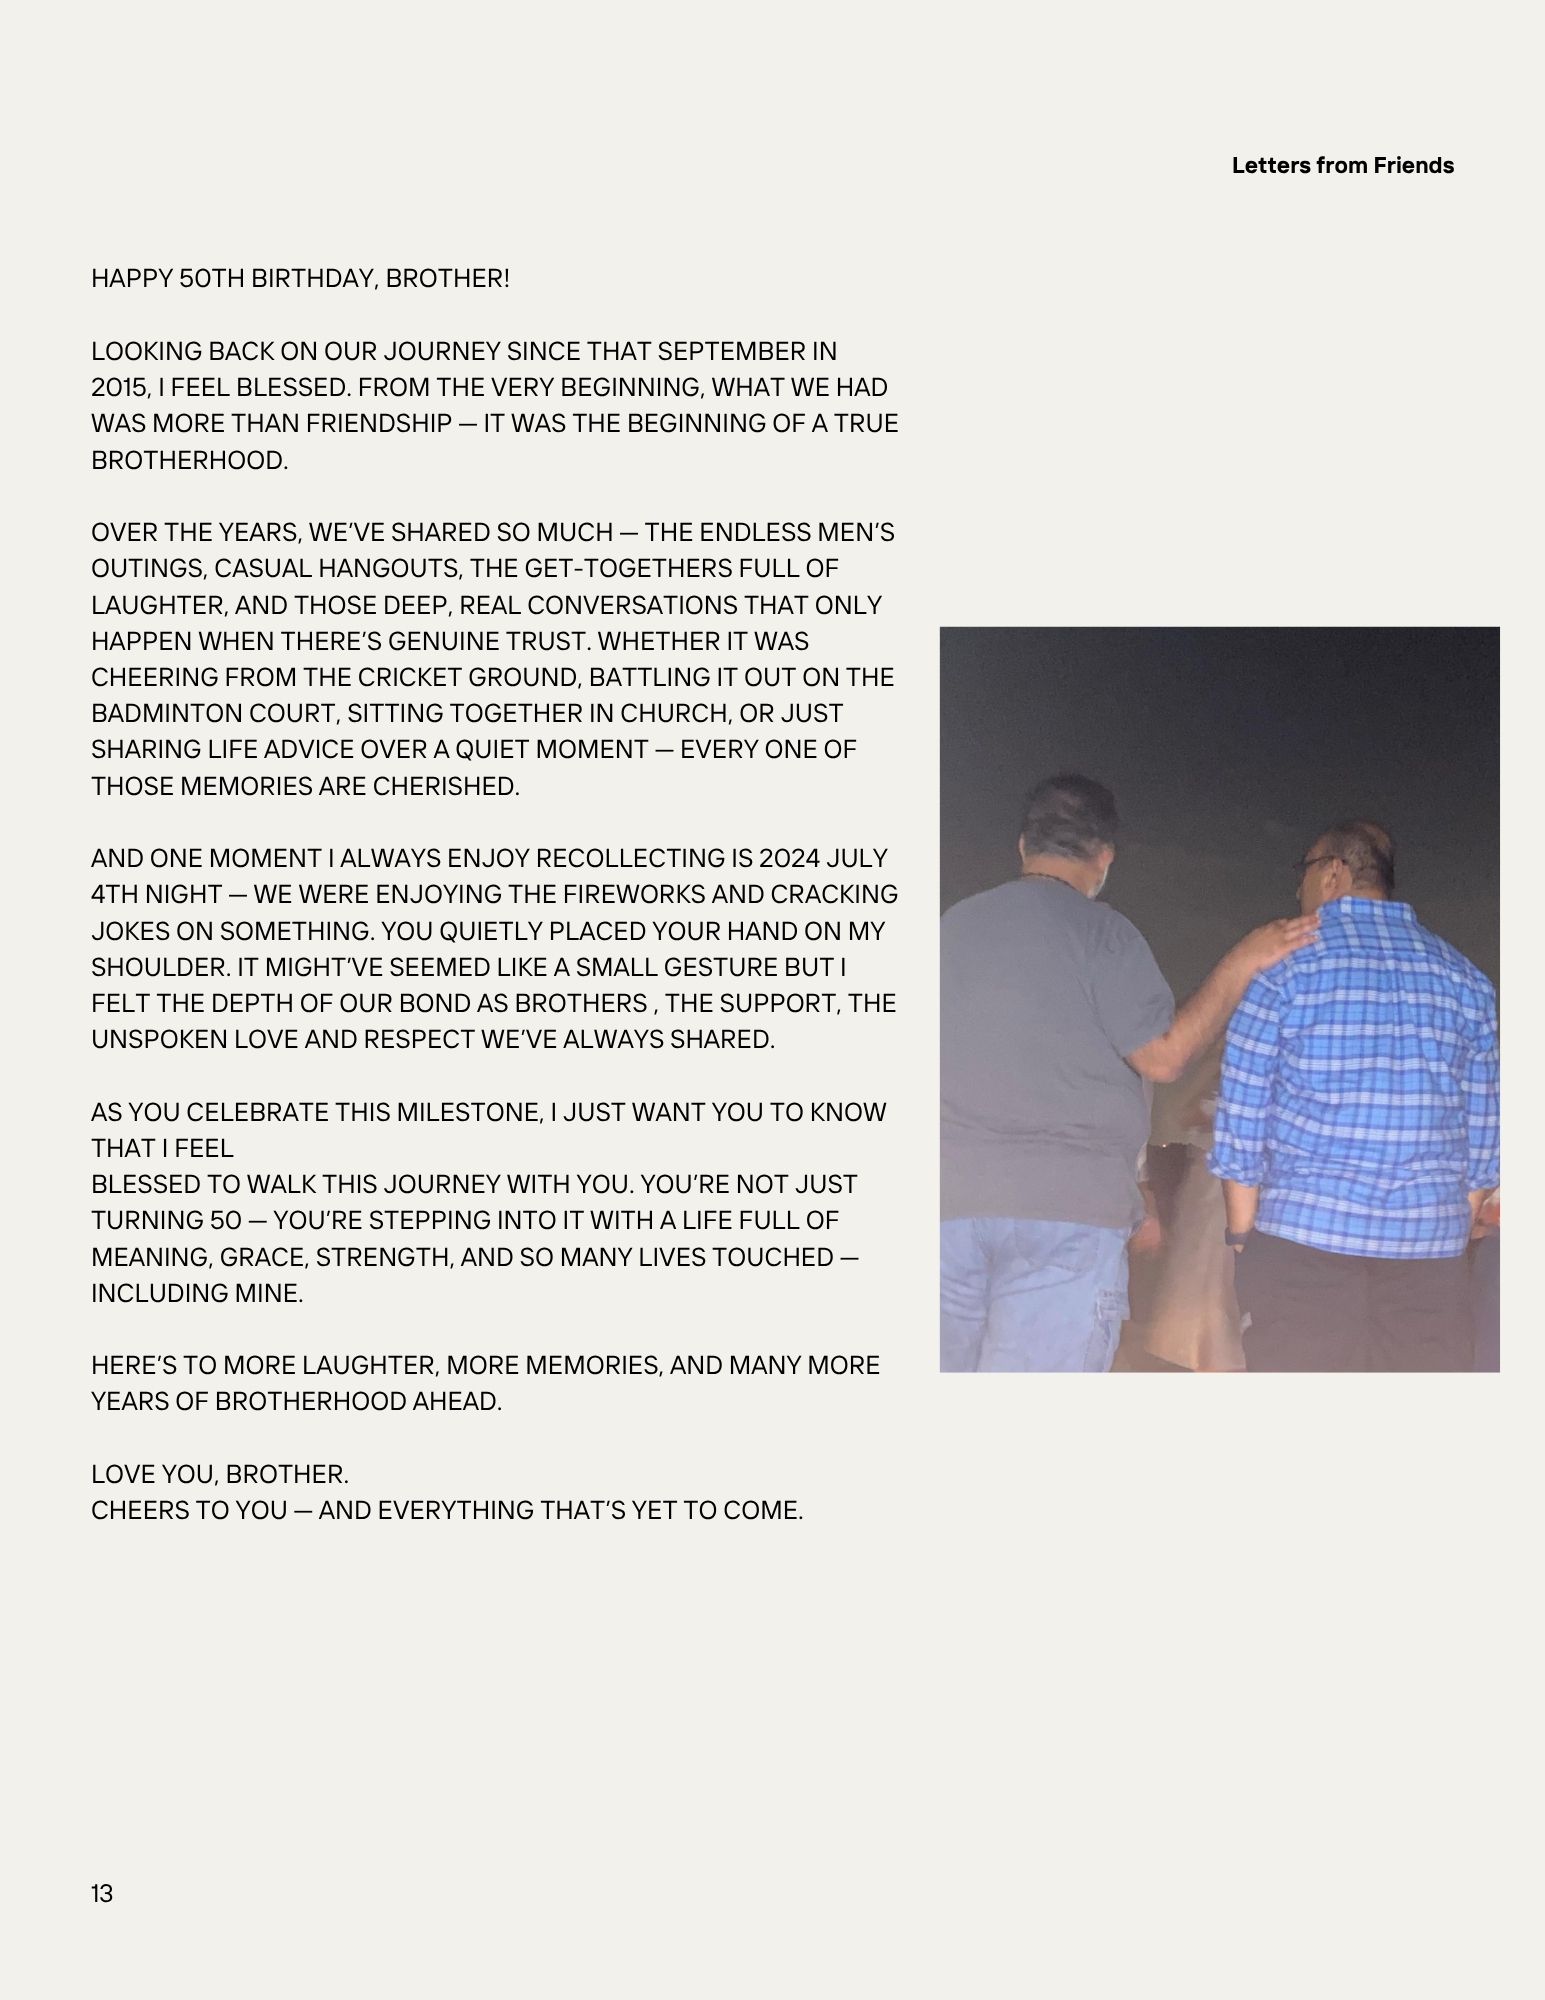 Letters from Friends
HAPPY 50TH BIRTHDAY, BROTHER!
LOOKING BACK ON OUR JOURNEY SINCE THAT SEPTEMBER IN
2015, I FEEL BLESSED. FROM THE VERY BEGINNING, WHAT WE HAD
WAS MORE THAN FRIENDSHIP — IT WAS THE BEGINNING OF A TRUE
BROTHERHOOD.
OVER THE YEARS, WE’VE SHARED SO MUCH — THE ENDLESS MEN’S
OUTINGS, CASUAL HANGOUTS, THE GET-TOGETHERS FULL OF
LAUGHTER, AND THOSE DEEP, REAL CONVERSATIONS THAT ONLY
HAPPEN WHEN THERE’S GENUINE TRUST. WHETHER IT WAS
CHEERING FROM THE CRICKET GROUND, BATTLING IT OUT ON THE
BADMINTON COURT, SITTING TOGETHER IN CHURCH, OR JUST
SHARING LIFE ADVICE OVER A QUIET MOMENT — EVERY ONE OF
THOSE MEMORIES ARE CHERISHED.
AND ONE MOMENT I ALWAYS ENJOY RECOLLECTING IS 2024 JULY
4TH NIGHT — WE WERE ENJOYING THE FIREWORKS AND CRACKING
JOKES ON SOMETHING. YOU QUIETLY PLACED YOUR HAND ON MY
SHOULDER. IT MIGHT’VE SEEMED LIKE A SMALL GESTURE BUT I
FELT THE DEPTH OF OUR BOND AS BROTHERS , THE SUPPORT, THE
UNSPOKEN LOVE AND RESPECT WE’VE ALWAYS SHARED.
AS YOU CELEBRATE THIS MILESTONE, I JUST WANT YOU TO KNOW
THAT I FEEL
BLESSED TO WALK THIS JOURNEY WITH YOU. YOU’RE NOT JUST
TURNING 50 — YOU’RE STEPPING INTO IT WITH A LIFE FULL OF
MEANING, GRACE, STRENGTH, AND SO MANY LIVES TOUCHED —
INCLUDING MINE.
HERE’S TO MORE LAUGHTER, MORE MEMORIES, AND MANY MORE
YEARS OF BROTHERHOOD AHEAD.
LOVE YOU, BROTHER.
CHEERS TO YOU — AND EVERYTHING THAT’S YET TO COME.
13